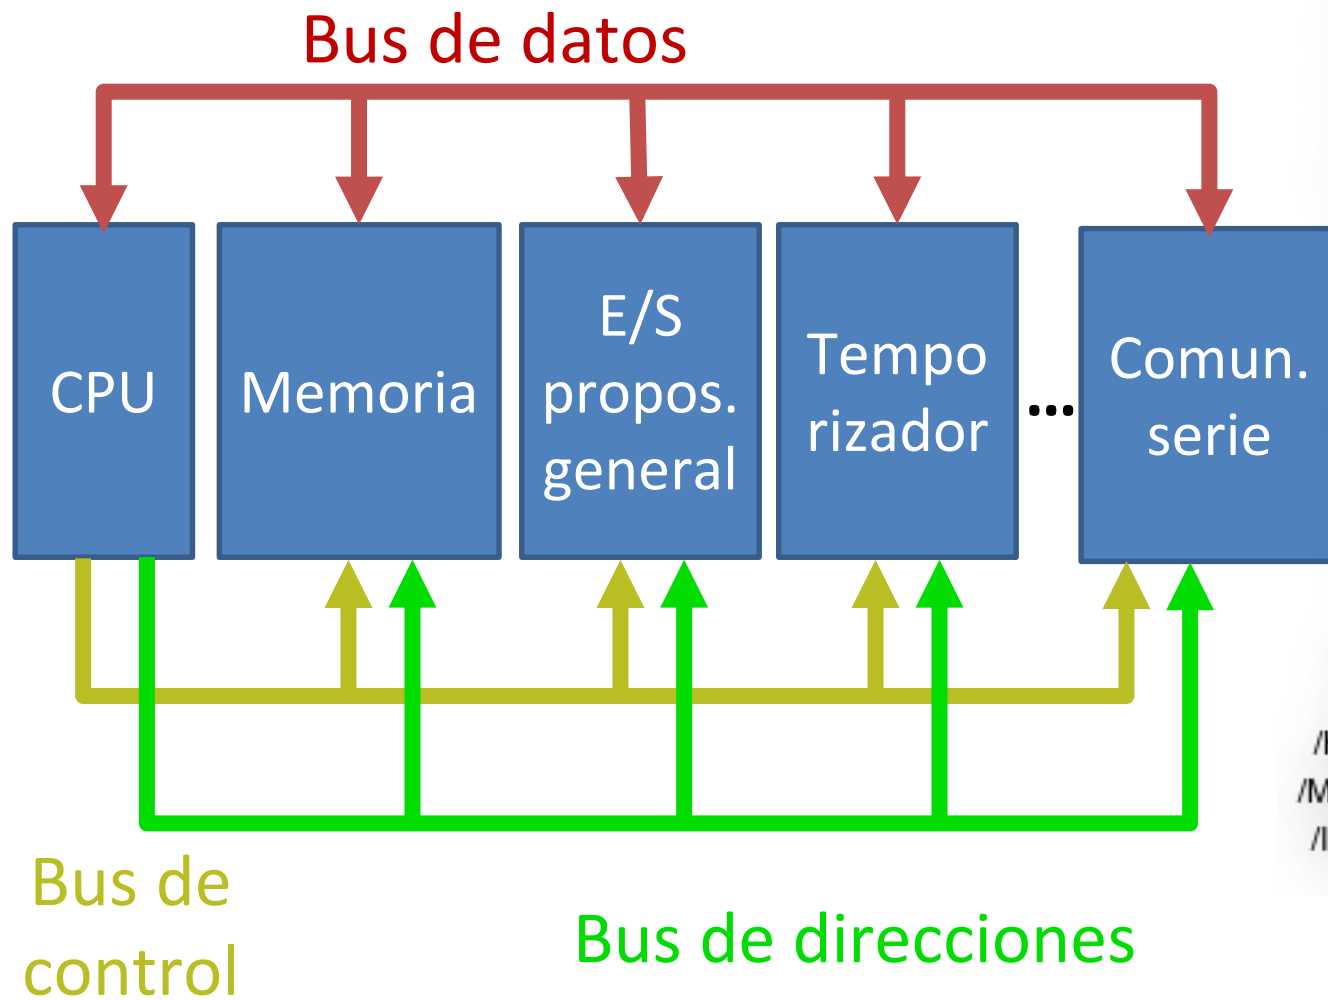 Bus de datos
CPU
Memoria
E/S
propos.
general
Tempo
rizador
...
Comun.
serie
/M
Bus de
control
Bus de direcciones